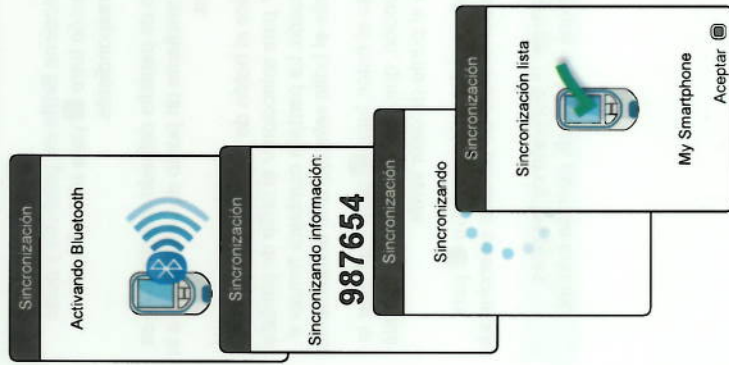 Sincronización
Activando Bluetooth
Sincronización
Sincronizando información:
987654
Sincronización
Sincronizando
Sincronización
Sincronización lista
My Smartphone
Aceptar